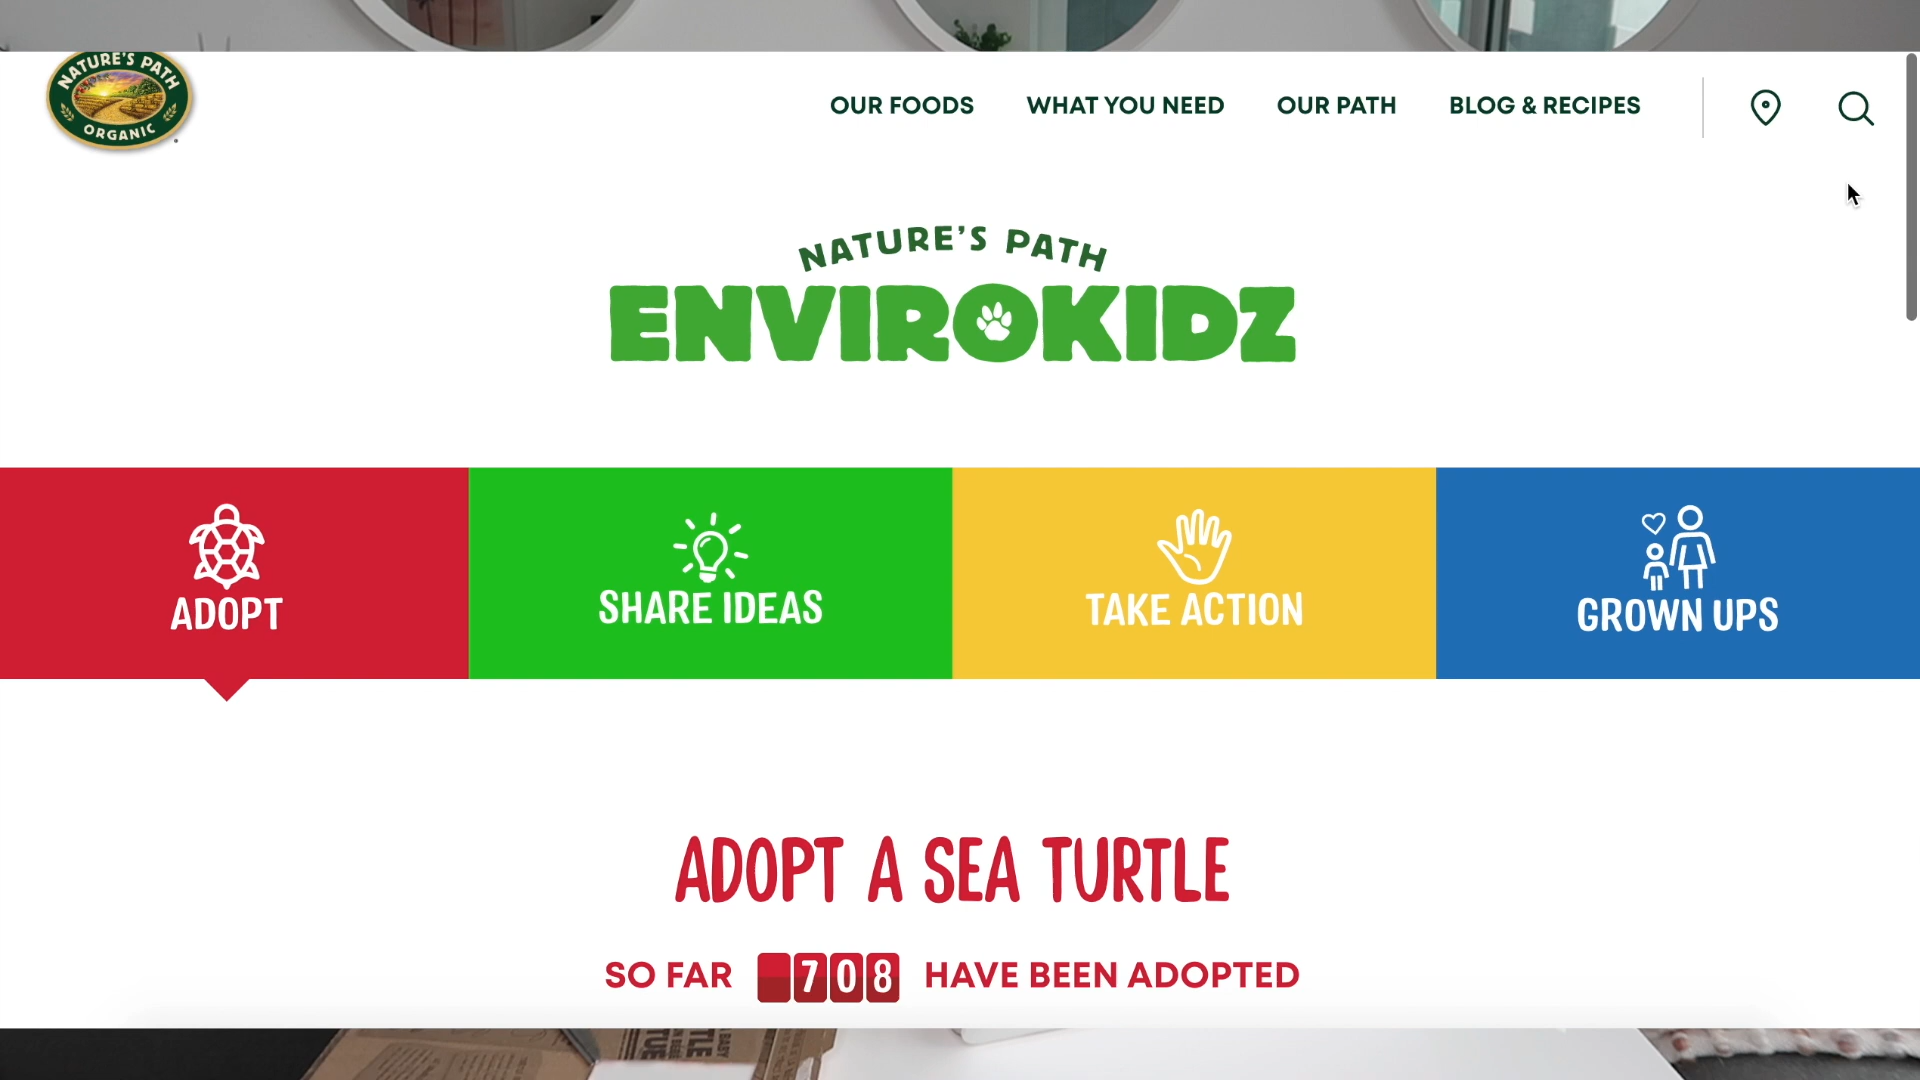 NATURE'S PATH
ORGANIC
OUR FOODS
WHAT YOU NEED
OUR PATH
BLOG & RECIPES
NATURE'S PATH
ENVIROKIDZ
ADOPT
SHARE IDEAS
TAKE ACTION
GROWN UPS
ADOPT A SEA TURTLE
SO FAR 708 HAVE BEEN ADOPTED